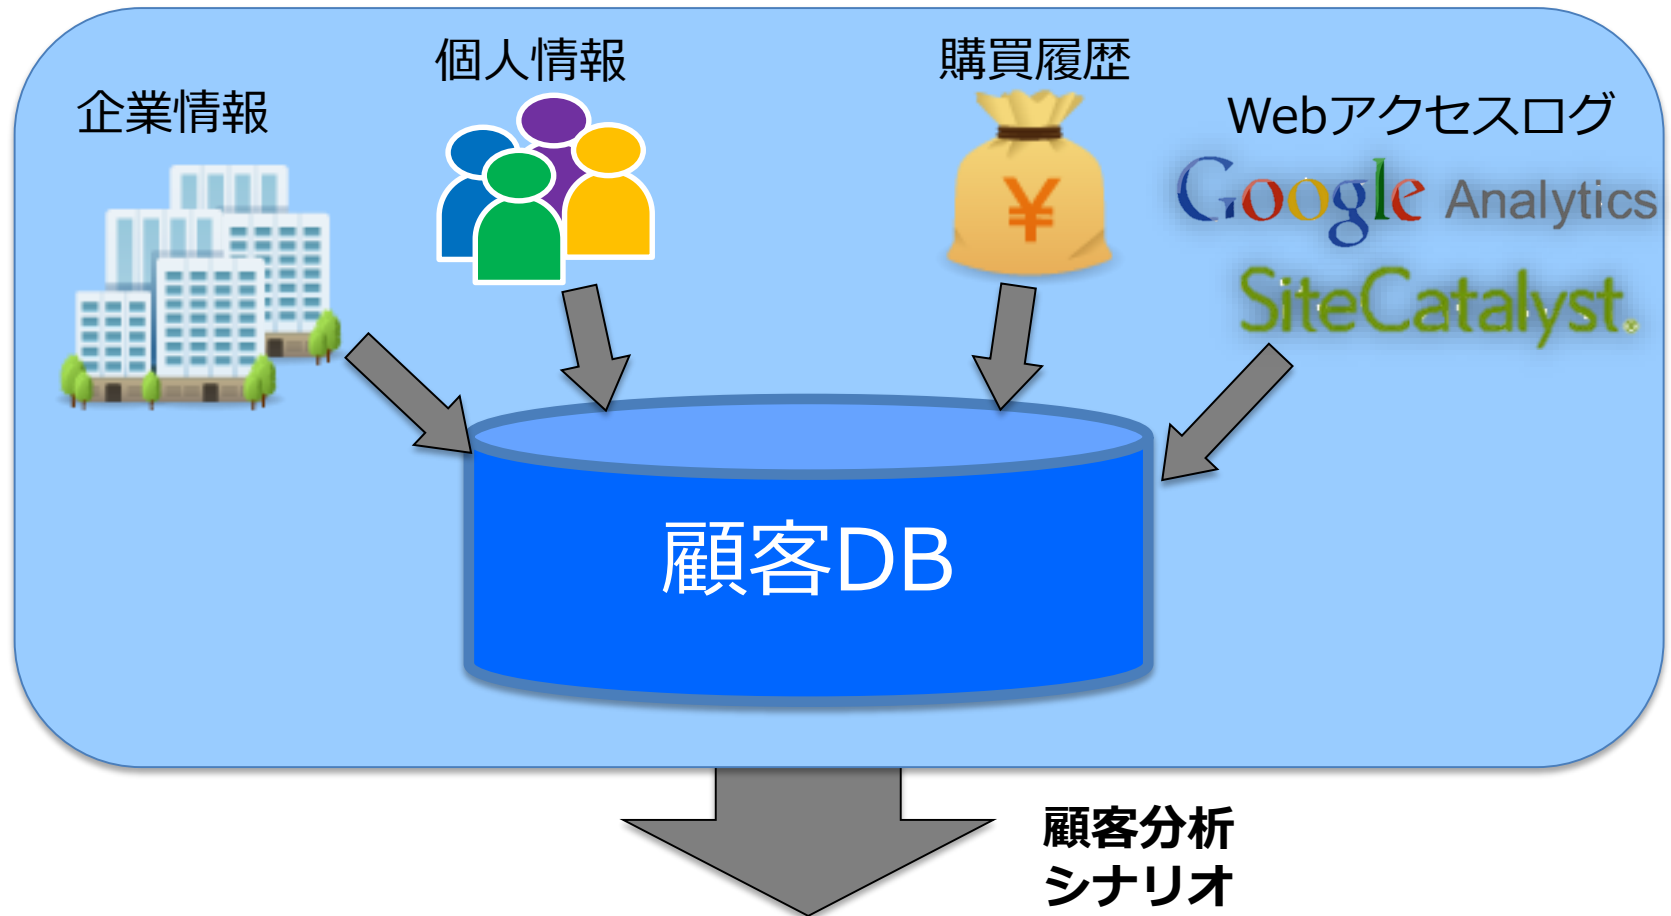 個人情報
購買履歴
企業情報
Webアクセスログ
Google Analytics
SiteCatalyst.
¥
顧客DB
顧客分析
シナリオ